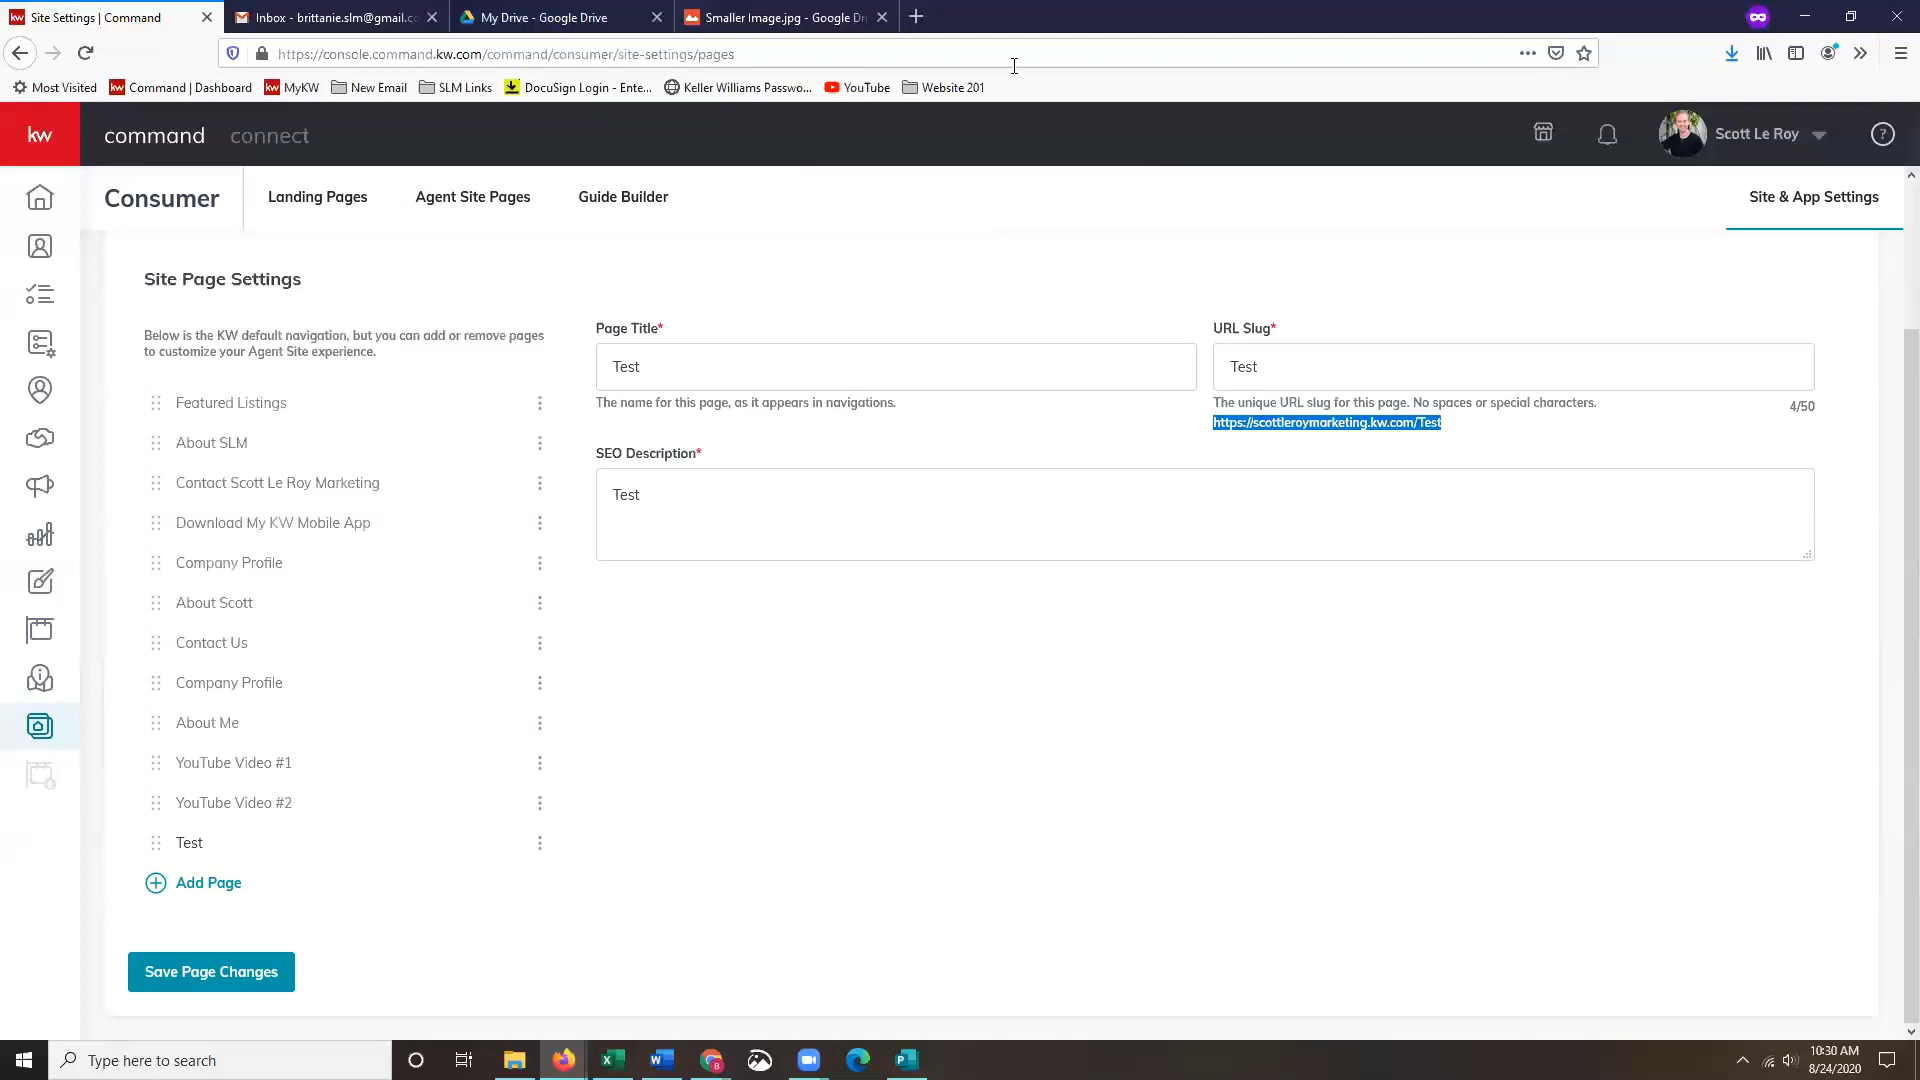 Site Settings | Command
Inbox - brittanie.slm@gmail.c
My Drive - Google Drive
Smaller Image.jpg - Google Dr
https://console.command.kw.com/command/consumer/site-settings/pages
Most Visited
Command | Dashboard
MyKW
New Email
SLM Links
DocuSign Login - Ente...
Keller Williams Passwo...
YouTube
Website 201
kw
command
connect
Scott Le Roy
Consumer
Landing Pages
Agent Site Pages
Guide Builder
Site & App Settings
Site Page Settings
Below is the KW default navigation, but you can add or remove pages
to customize your Agent Site experience.
Featured Listings
About SLM
Contact Scott Le Roy Marketing
Download My KW Mobile App
Company Profile
About Scott
Contact Us
Company Profile
About Me
YouTube Video #1
YouTube Video #2
Test
Add Page
Save Page Changes
Page Title*
Test
The name for this page, as it appears in navigations.
URL Slug*
Test
The unique URL slug for this page. No spaces or special characters.
4/50
https://scottleroymarketing.kw.com/Test
SEO Description*
Test
Type here to search
10:30 AM
8/24/2020